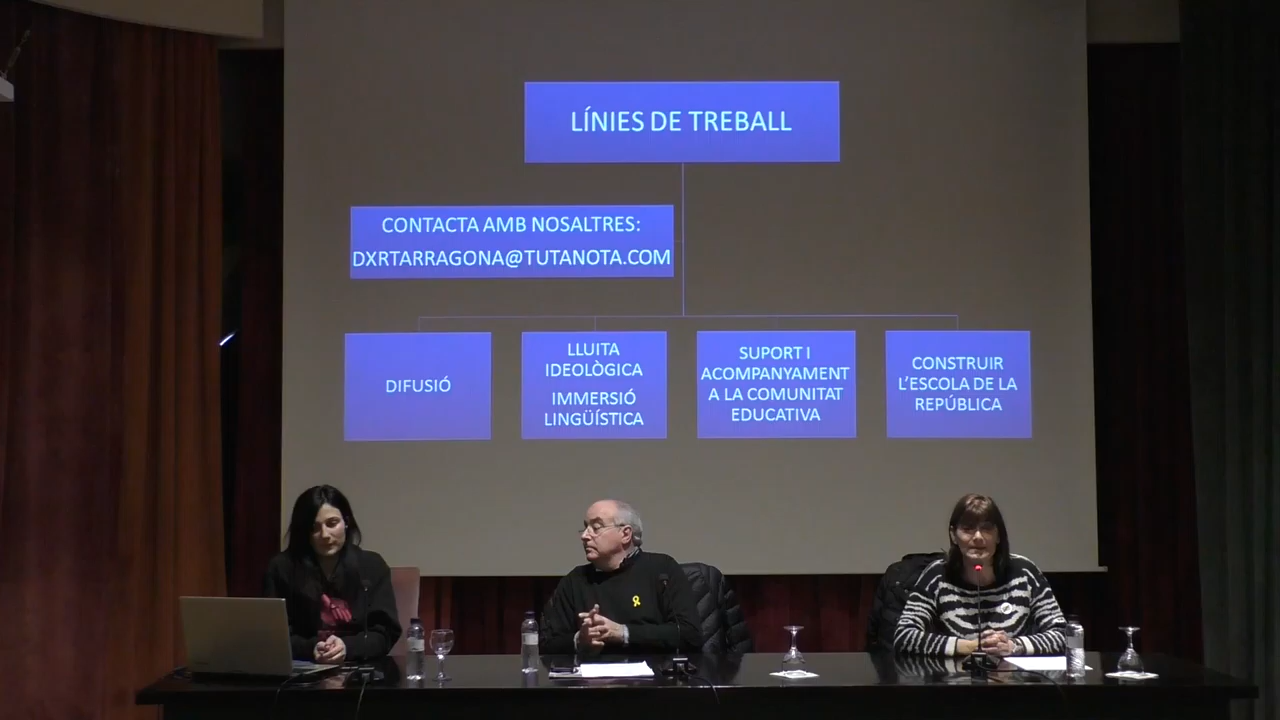 LÍNIES DE TREBALL
CONTACTA AMB NOSALTRES:
DXRTARRAGONA@TUTANOTA.COM
DIFUSIÓ
LLUITA
IDEOLÒGICA
IMMERSIÓ
LINGÜÍSTICA
SUPORT I
ACOMPANYAMENT
A LA COMUNITAT
EDUCATIVA
CONSTRUIR
L'ESCOLA DE LA
REPÚBLICA